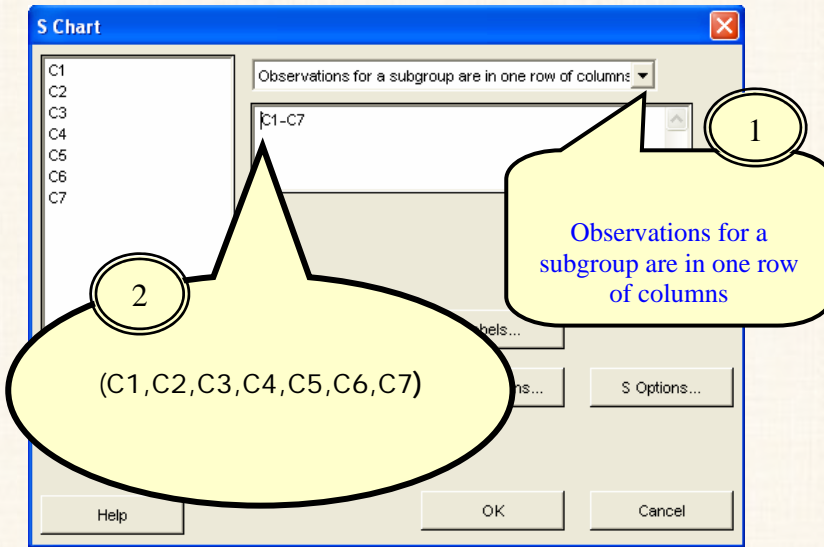 S Chart
C1
C2
C3
C4
C5
C6
C7
Observations for a subgroup are in one row of columns
C1-C7
1
Observations for a
subgroup are in one row
of columns
2
(C1,C2,C3,C4,C5,C6,C7)
S Options...
Help
OK
Cancel